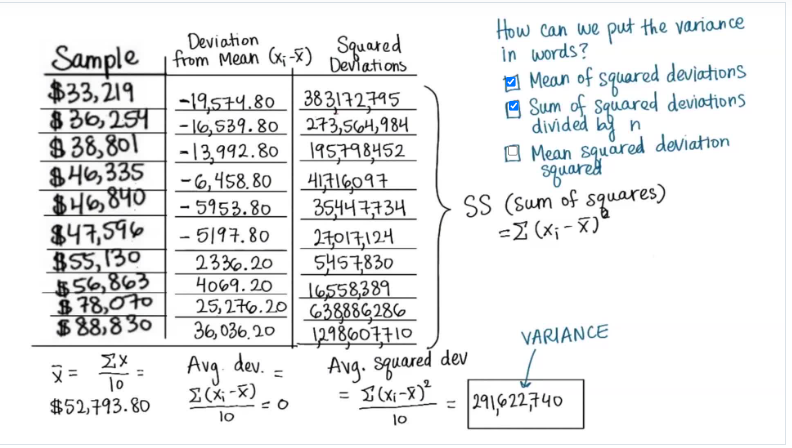 Sample
Deviation from Mean (xᵢ-x̄)
Squared Deviations
$33,219 -19,574.80 383,172,795
$36,254 -16,539.80 273,564,984
$38,801 -13,992.80 195,798,452
$46,335 -6,458.80 41,716,097
$46,840 -5953.80 35,447,734
$47,596 -5197.80 27,017,124
$55,130 2336.20 5,457,830
$56,863 4069.20 16,558,389
$78,070 25,276.20 638,886,286
$88,830 36,036.20 1,298,607,710
x̄ = Σx/10 =
$52,793.80
Avg. dev. =
Σ(xᵢ-x̄)/10 = 0
Avg. squared dev
= Σ(xᵢ-x̄)²/10 = 291,622,740
VARIANCE
SS (sum of squares)
=Σ(xᵢ-x̄)²
How can we put the variance
in words?
☑ Mean of squared deviations
☑ Sum of squared deviations
divided by n
☐ Mean squared deviation
squared